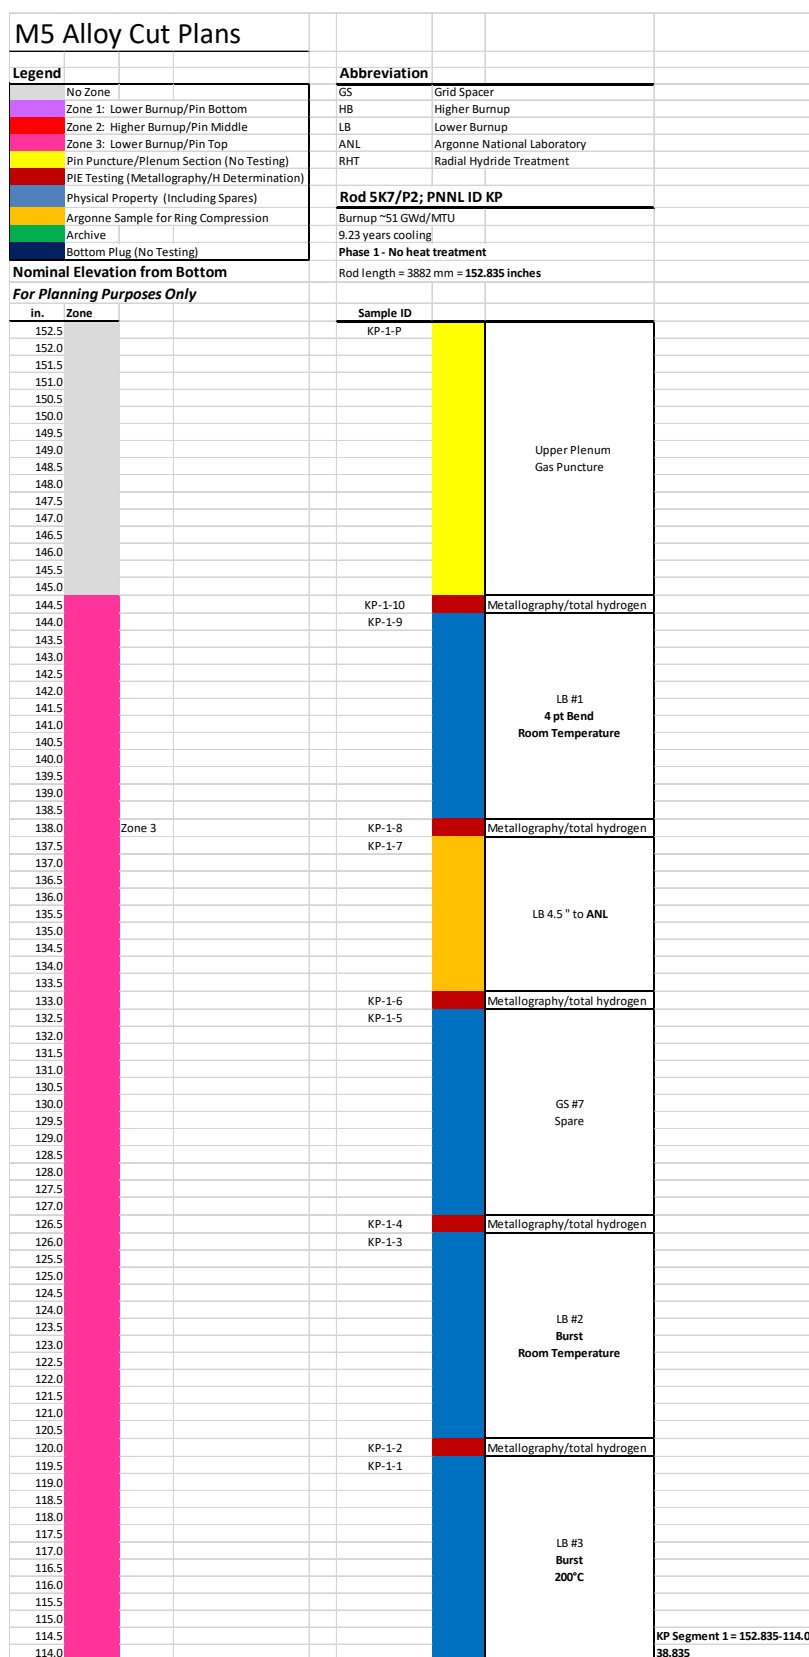 M5 Alloy Cut Plans
Legend
Abbreviation
No Zone
GS Grid Spacer
Zone 1: Lower Burnup/Pin Bottom
HB Higher Burnup
Zone 2: Higher Burnup/Pin Middle
LB Lower Burnup
Zone 3: Lower Burnup/Pin Top
ANL Argonne National Laboratory
Pin Puncture/Plenum Section (No Testing)
RHT Radial Hydride Treatment
PIE Testing (Metallography/H Determination)
Physical Property (Including Spares)
Rod 5K7/P2; PNNL ID KP
Argonne Sample for Ring Compression
Burnup ~51 GWd/MTU
Archive
9.23 years cooling
Bottom Plug (No Testing)
Phase 1 - No heat treatment
Nominal Elevation from Bottom
Rod length = 3882 mm = 152.835 inches
For Planning Purposes Only
in. Zone Sample ID
152.5 KP-1-P
152.0
151.5
151.0
150.5
150.0
149.5
149.0 Upper Plenum
148.5 Gas Puncture
148.0
147.5
147.0
146.5
146.0
145.5
145.0
144.5 KP-1-10 Metallography/total hydrogen
144.0 KP-1-9
143.5
143.0
142.5
142.0 LB #1
141.5 4 pt Bend
141.0 Room Temperature
140.5
140.0
139.5
139.0
138.5
138.0 Zone 3 KP-1-8 Metallography/total hydrogen
137.5 KP-1-7
137.0
136.5
136.0
135.5 LB 4.5 " to ANL
135.0
134.5
134.0
133.5
133.0 KP-1-6 Metallography/total hydrogen
132.5 KP-1-5
132.0
131.5
131.0
130.5
130.0 GS #7
129.5 Spare
129.0
128.5
128.0
127.5
127.0
126.5 KP-1-4 Metallography/total hydrogen
126.0 KP-1-3
125.5
125.0
124.5
124.0 LB #2
123.5 Burst
123.0 Room Temperature
122.5
122.0
121.5
121.0
120.5
120.0 KP-1-2 Metallography/total hydrogen
119.5 KP-1-1
119.0
118.5
118.0
117.5 LB #3
117.0 Burst
116.5 200°C
116.0
115.5
115.0
114.5 KP Segment 1 = 152.835-114.0
114.0 38.835